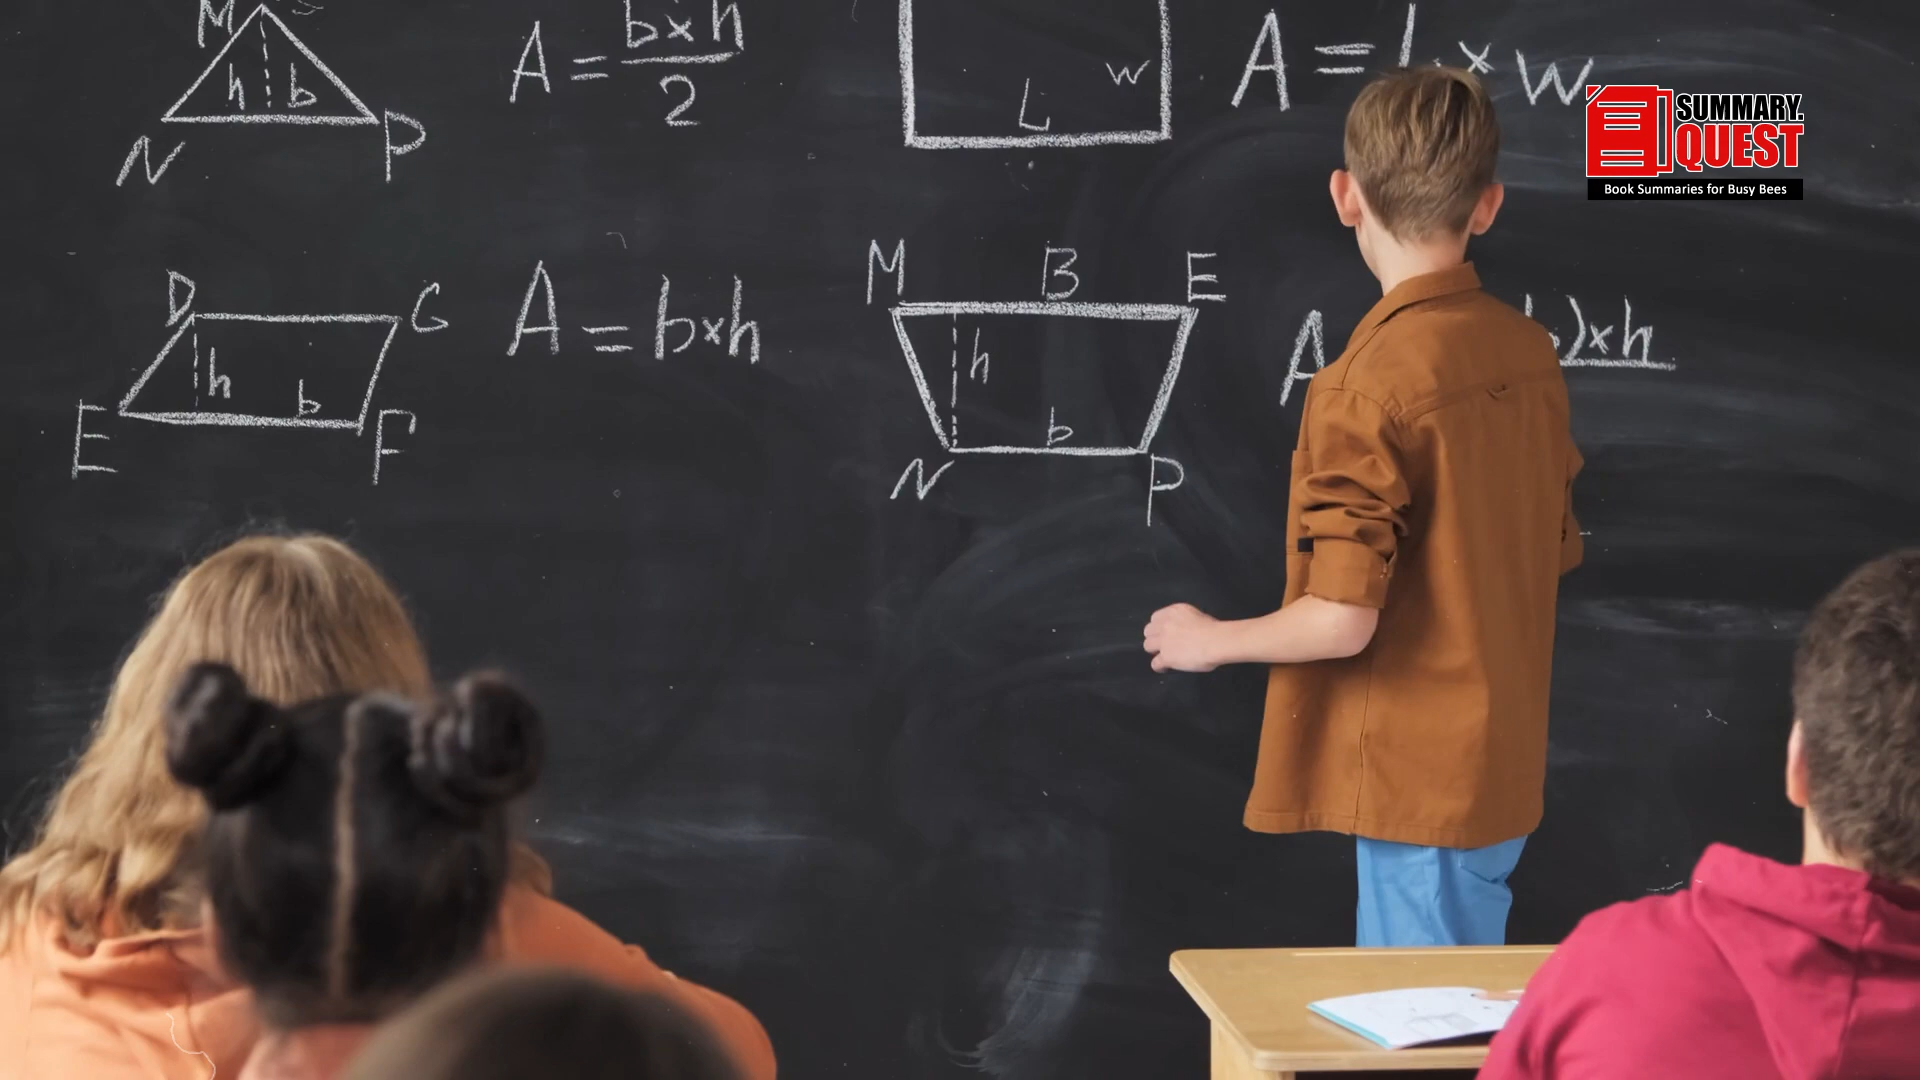 M
h b
N P
A = b×h
2
L w
A = L × w
SUMMARY.
QUEST
Book Summaries for Busy Bees
D G
h b
E F
A = b×h
M B E
h
b
N P
A
)×h